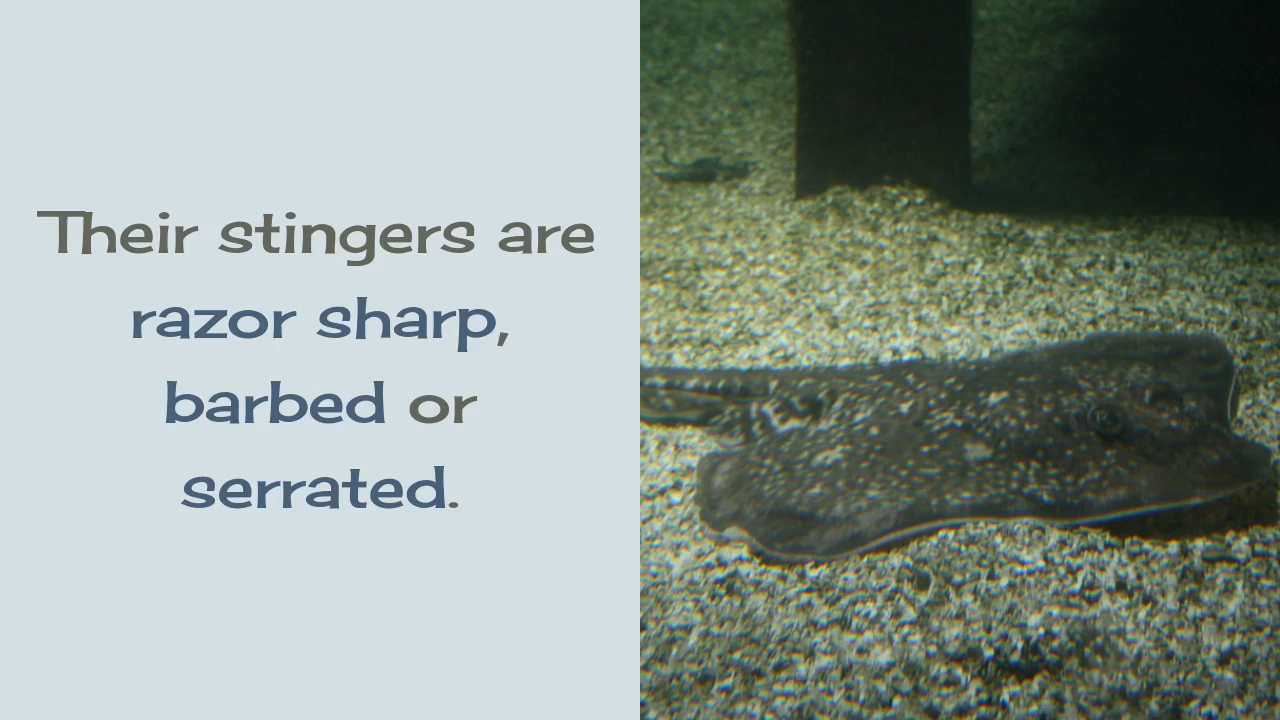 Their stingers are
razor sharp,
barbed or
serrated.